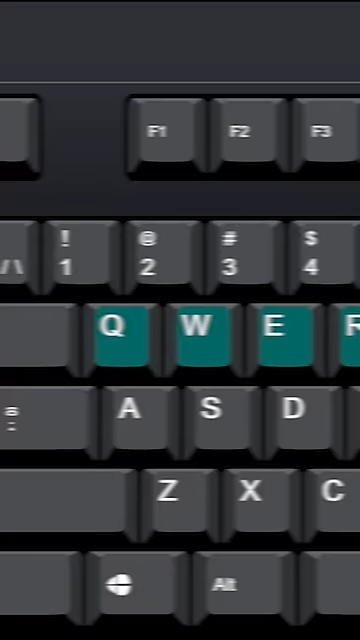 F1 F2 F3
! @ # $
1 2 3 4
Q W E R
A S D
Z X C
Alt